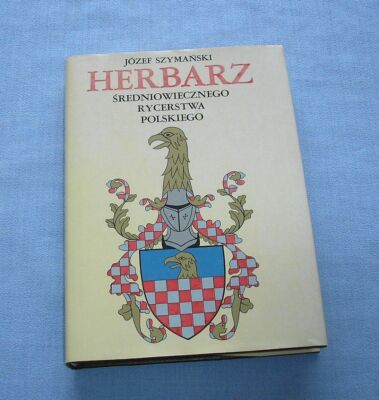 JÓZEF SZYMAŃSKI
HERBARZ
ŚREDNIOWIECZNEGO
RYCERSTWA
POLSKIEGO